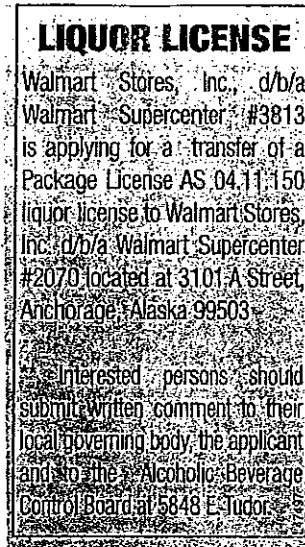 LIQUOR LICENSE
Walmart Stores, Inc., d/b/a
Walmart Supercenter #3813
is applying for a transfer of a
Package License AS 04.11.150
liquor license to Walmart Stores,
Inc. d/b/a Walmart Supercenter
#2070 located at 3101 A Street,
Anchorage, Alaska 99503
Interested persons should
submit written comment to their
local governing body, the applicant
and to the Alcoholic Beverage
Control Board at 5848 E Tudor.